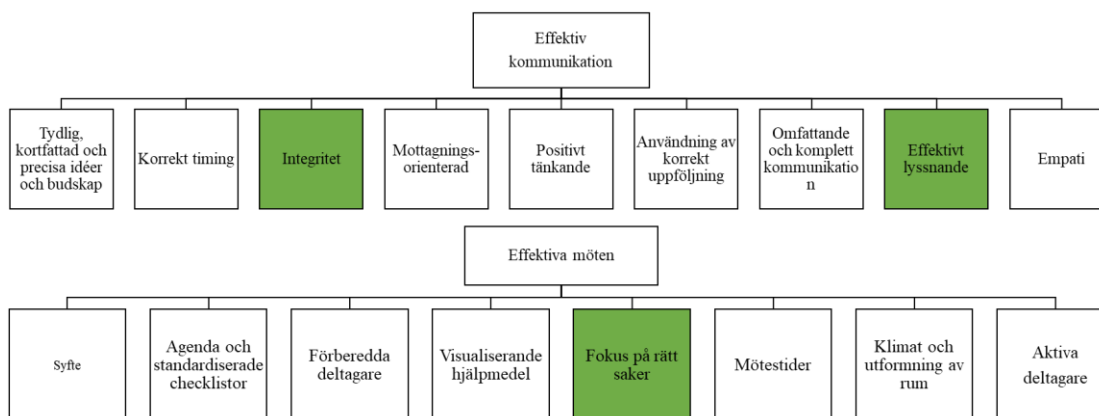 Effektiv
kommunikation
Tydlig,
kortfattad och
precisa idéer
och budskap
Korrekt timing
Integritet
Mottagnings-
orienterad
Positivt
tänkande
Användning av
korrekt
uppföljning
Omfattande
och komplett
kommunikatio
n
Effektivt
lyssnande
Empati
Effektiva möten
Syfte
Agenda och
standardiserade
checklistor
Förberedda
deltagare
Visualiserande
hjälpmedel
Fokus på rätt
saker
Mötestider
Klimat och
utformning av
rum
Aktiva
deltagare